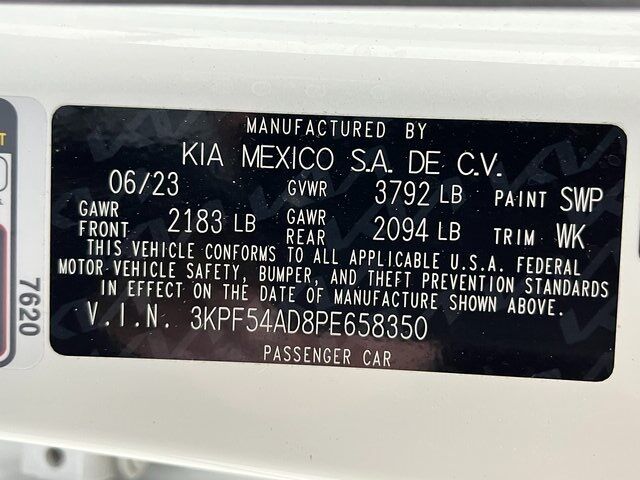 MANUFACTURED BY
KIA MEXICO S.A. DE C.V.
06/23 GVWR 3792 LB PAINT SWP
GAWR FRONT 2183 LB GAWR REAR 2094 LB TRIM WK
THIS VEHICLE CONFORMS TO ALL APPLICABLE U.S.A. FEDERAL
MOTOR VEHICLE SAFETY, BUMPER, AND THEFT PREVENTION STANDARDS
IN EFFECT ON THE DATE OF MANUFACTURE SHOWN ABOVE.
V.I.N. 3KPF54AD8PE658350
PASSENGER CAR
7620